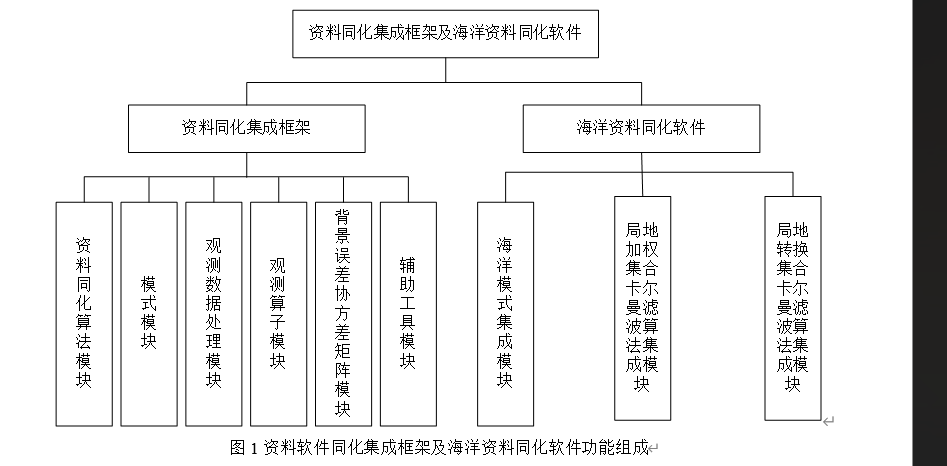 资料同化集成框架及海洋资料同化软件
资料同化集成框架
海洋资料同化软件
资料同化算法模块
模式模块
观测数据处理模块
观测算子模块
背景误差协方差矩阵模块
辅助工具模块
海洋模式集成模块
局地加权集合卡尔曼滤波算法集成模块
局地转换集合卡尔曼滤波算法集成模块
图 1 资料软件同化集成框架及海洋资料同化软件功能组成